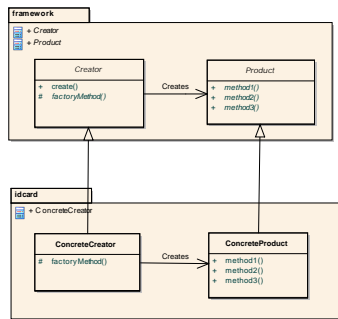 framework
+ Creator
+ Product
Creator
+ create()
# factoryMethod()
Creates
Product
+ method1()
+ method2()
+ method3()
idcard
+ ConcreteCreator
ConcreteCreator
# factoryMethod()
Creates
ConcreteProduct
+ method1()
+ method2()
+ method3()